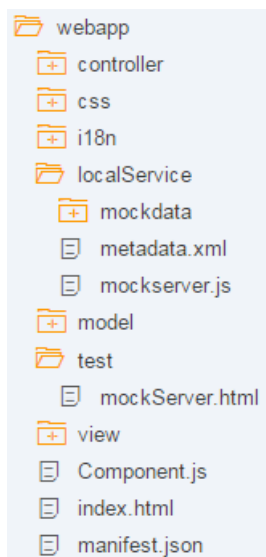 webapp
controller
css
i18n
localService
mockdata
metadata.xml
mockserver.js
model
test
mockServer.html
view
Component.js
index.html
manifest.json